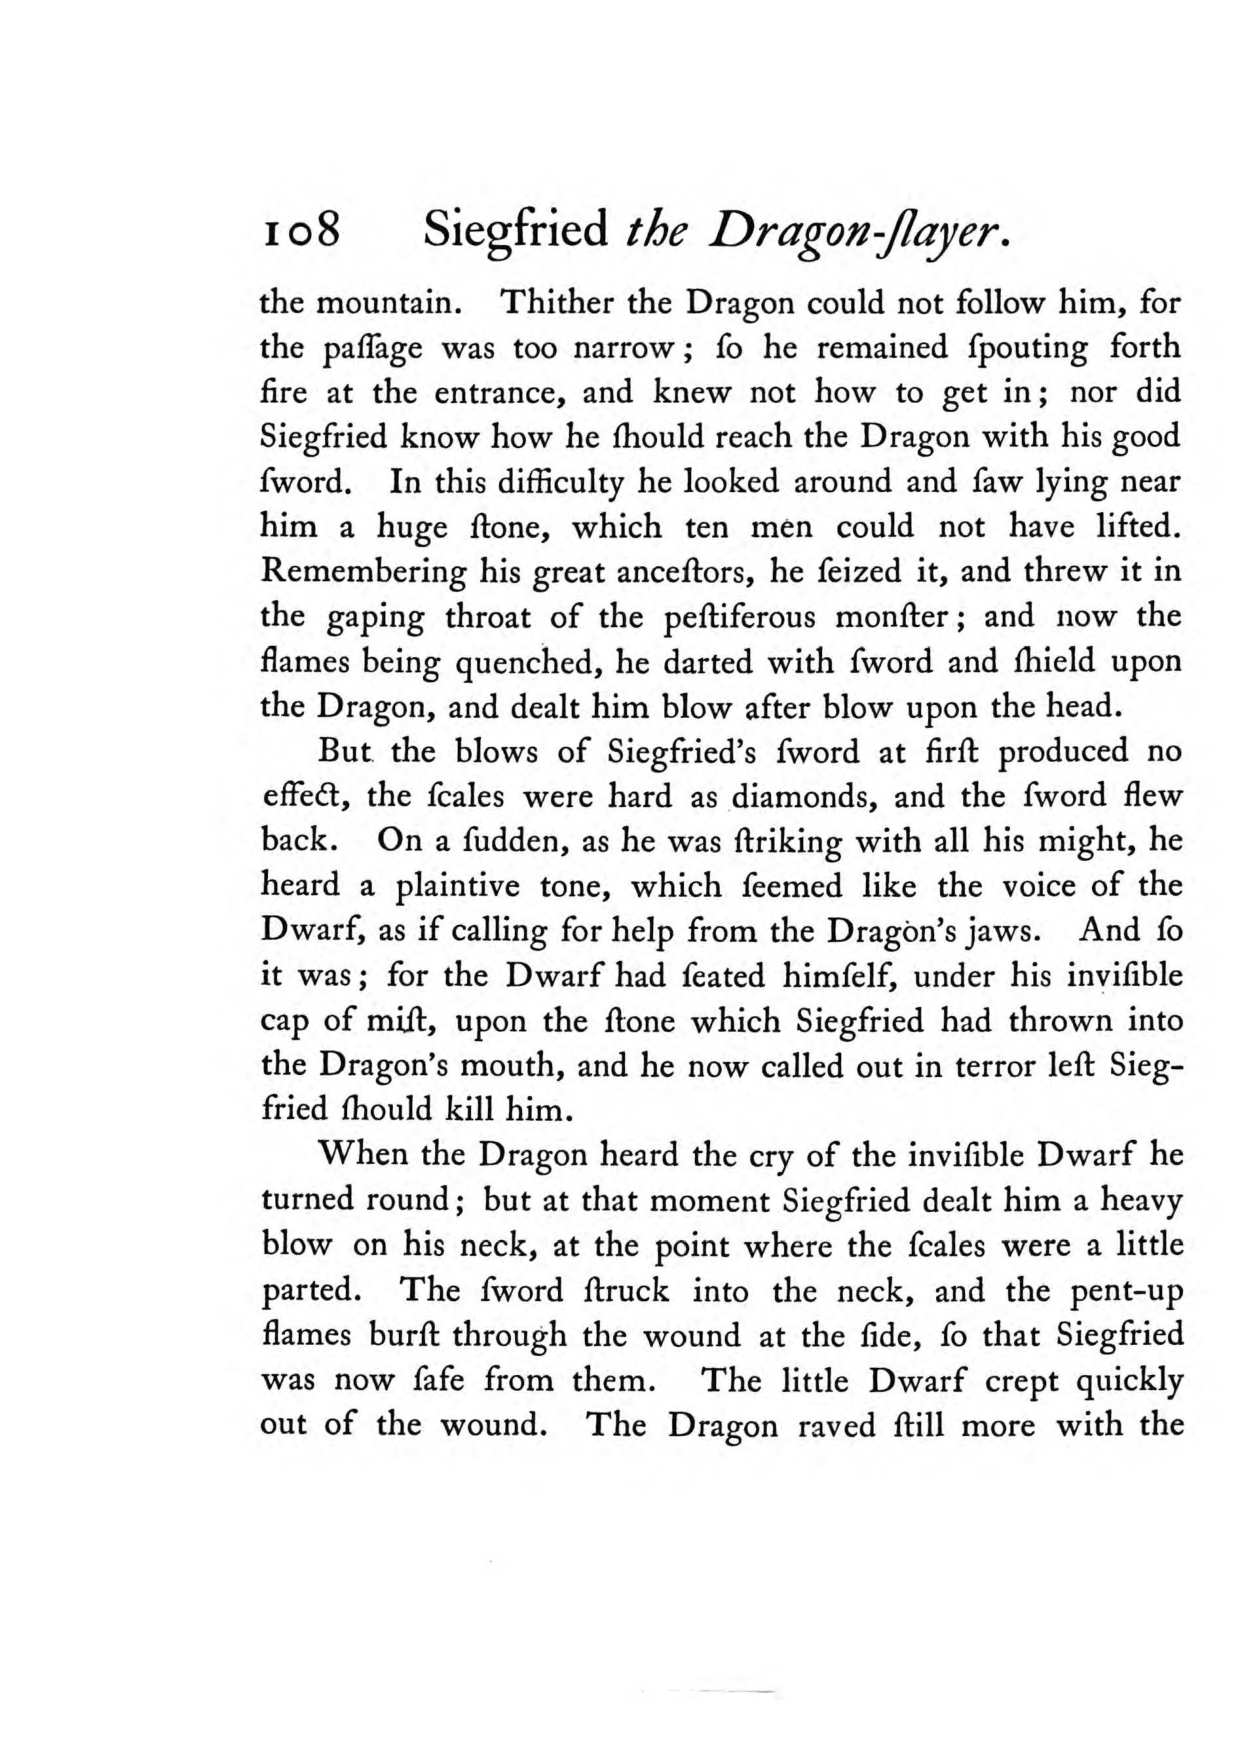 108 Siegfried the Dragon-ſlayer.
the mountain. Thither the Dragon could not follow him, for
the paſſage was too narrow; ſo he remained ſpouting forth
fire at the entrance, and knew not how to get in; nor did
Siegfried know how he ſhould reach the Dragon with his good
ſword. In this difficulty he looked around and ſaw lying near
him a huge ſtone, which ten men could not have lifted.
Remembering his great anceſtors, he ſeized it, and threw it in
the gaping throat of the peſtiferous monſter; and now the
flames being quenched, he darted with ſword and ſhield upon
the Dragon, and dealt him blow after blow upon the head.
But the blows of Siegfried's ſword at firſt produced no
effect, the ſcales were hard as diamonds, and the ſword flew
back. On a ſudden, as he was ſtriking with all his might, he
heard a plaintive tone, which ſeemed like the voice of the
Dwarf, as if calling for help from the Dragon's jaws. And ſo
it was; for the Dwarf had ſeated himſelf, under his inviſible
cap of miſt, upon the ſtone which Siegfried had thrown into
the Dragon's mouth, and he now called out in terror leſt Sieg-
fried ſhould kill him.
When the Dragon heard the cry of the inviſible Dwarf he
turned round; but at that moment Siegfried dealt him a heavy
blow on his neck, at the point where the ſcales were a little
parted. The ſword ſtruck into the neck, and the pent-up
flames burſt through the wound at the ſide, ſo that Siegfried
was now ſafe from them. The little Dwarf crept quickly
out of the wound. The Dragon raved ſtill more with the